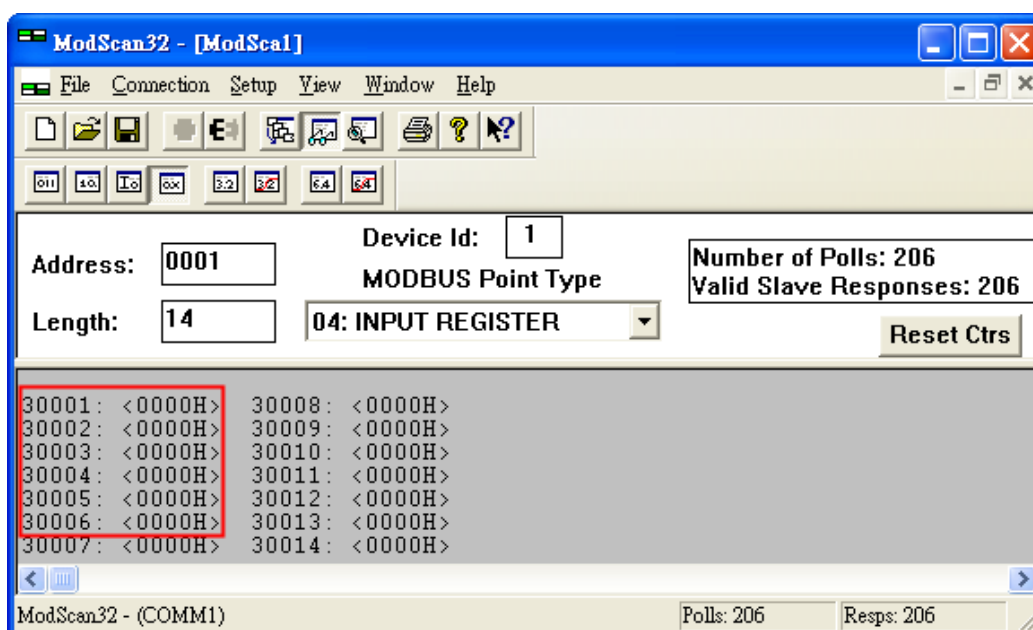 ModScan32 - [ModSca1]
File Connection Setup View Window Help
Address: 0001
Device Id: 1
MODBUS Point Type
Length: 14
04: INPUT REGISTER
Number of Polls: 206
Valid Slave Responses: 206
Reset Ctrs
30001: <0000H> 30008: <0000H>
30002: <0000H> 30009: <0000H>
30003: <0000H> 30010: <0000H>
30004: <0000H> 30011: <0000H>
30005: <0000H> 30012: <0000H>
30006: <0000H> 30013: <0000H>
30007: <0000H> 30014: <0000H>
ModScan32 - (COMM1) Polls: 206 Resps: 206